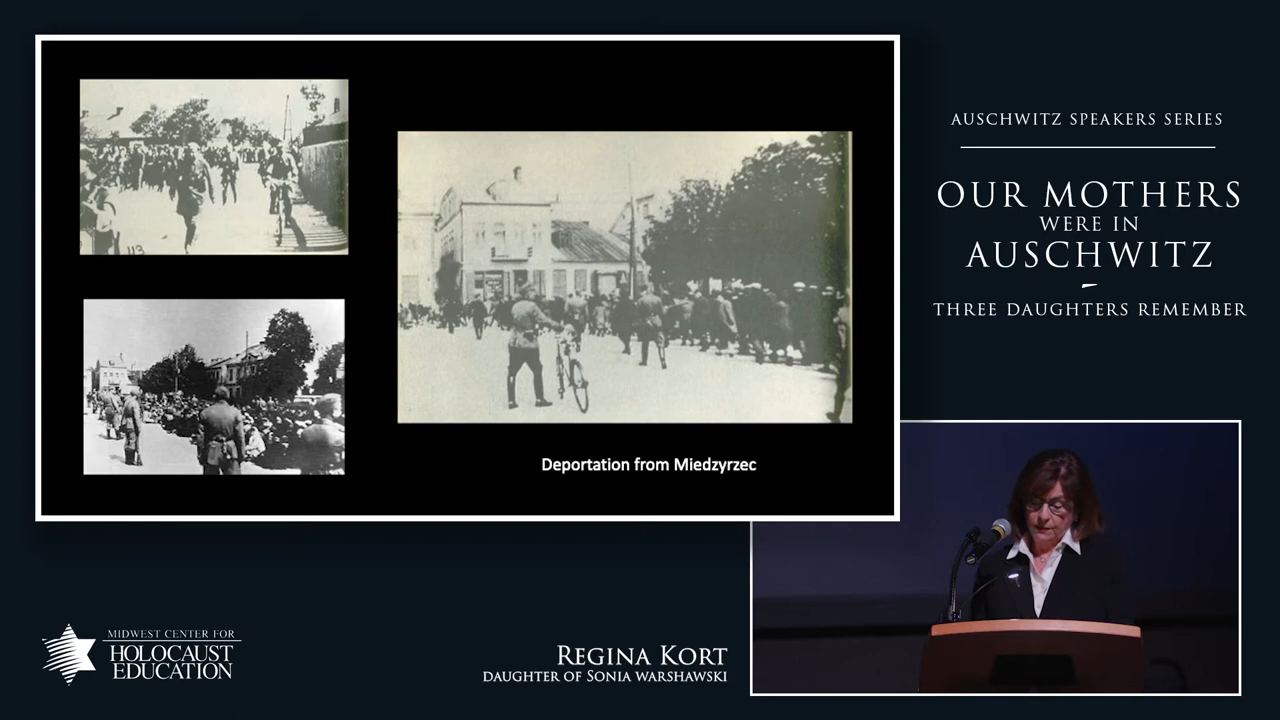 113
Deportation from Miedzyrzec
AUSCHWITZ SPEAKERS SERIES
OUR MOTHERS
WERE IN
AUSCHWITZ
THREE DAUGHTERS REMEMBER
MIDWEST CENTER FOR
HOLOCAUST
EDUCATION
REGINA KORT
DAUGHTER OF SONIA WARSHAWSKI